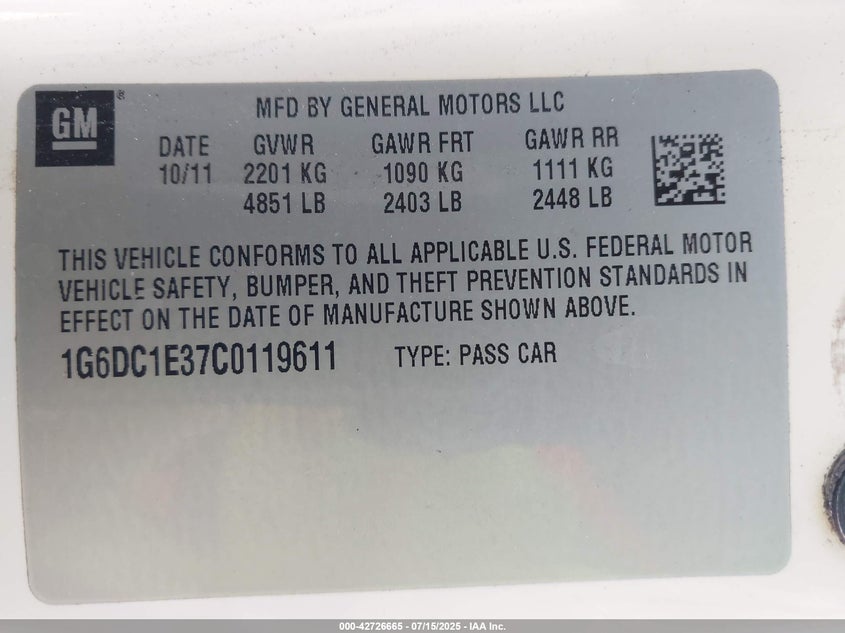 GM®
MFD BY GENERAL MOTORS LLC
DATE GVWR GAWR FRT GAWR RR
10/11 2201 KG 1090 KG 1111 KG
4851 LB 2403 LB 2448 LB
THIS VEHICLE CONFORMS TO ALL APPLICABLE U.S. FEDERAL MOTOR
VEHICLE SAFETY, BUMPER, AND THEFT PREVENTION STANDARDS IN
EFFECT ON THE DATE OF MANUFACTURE SHOWN ABOVE.
1G6DC1E37C0119611 TYPE: PASS CAR
000-42726665 - 07/15/2025 - IAA Inc.